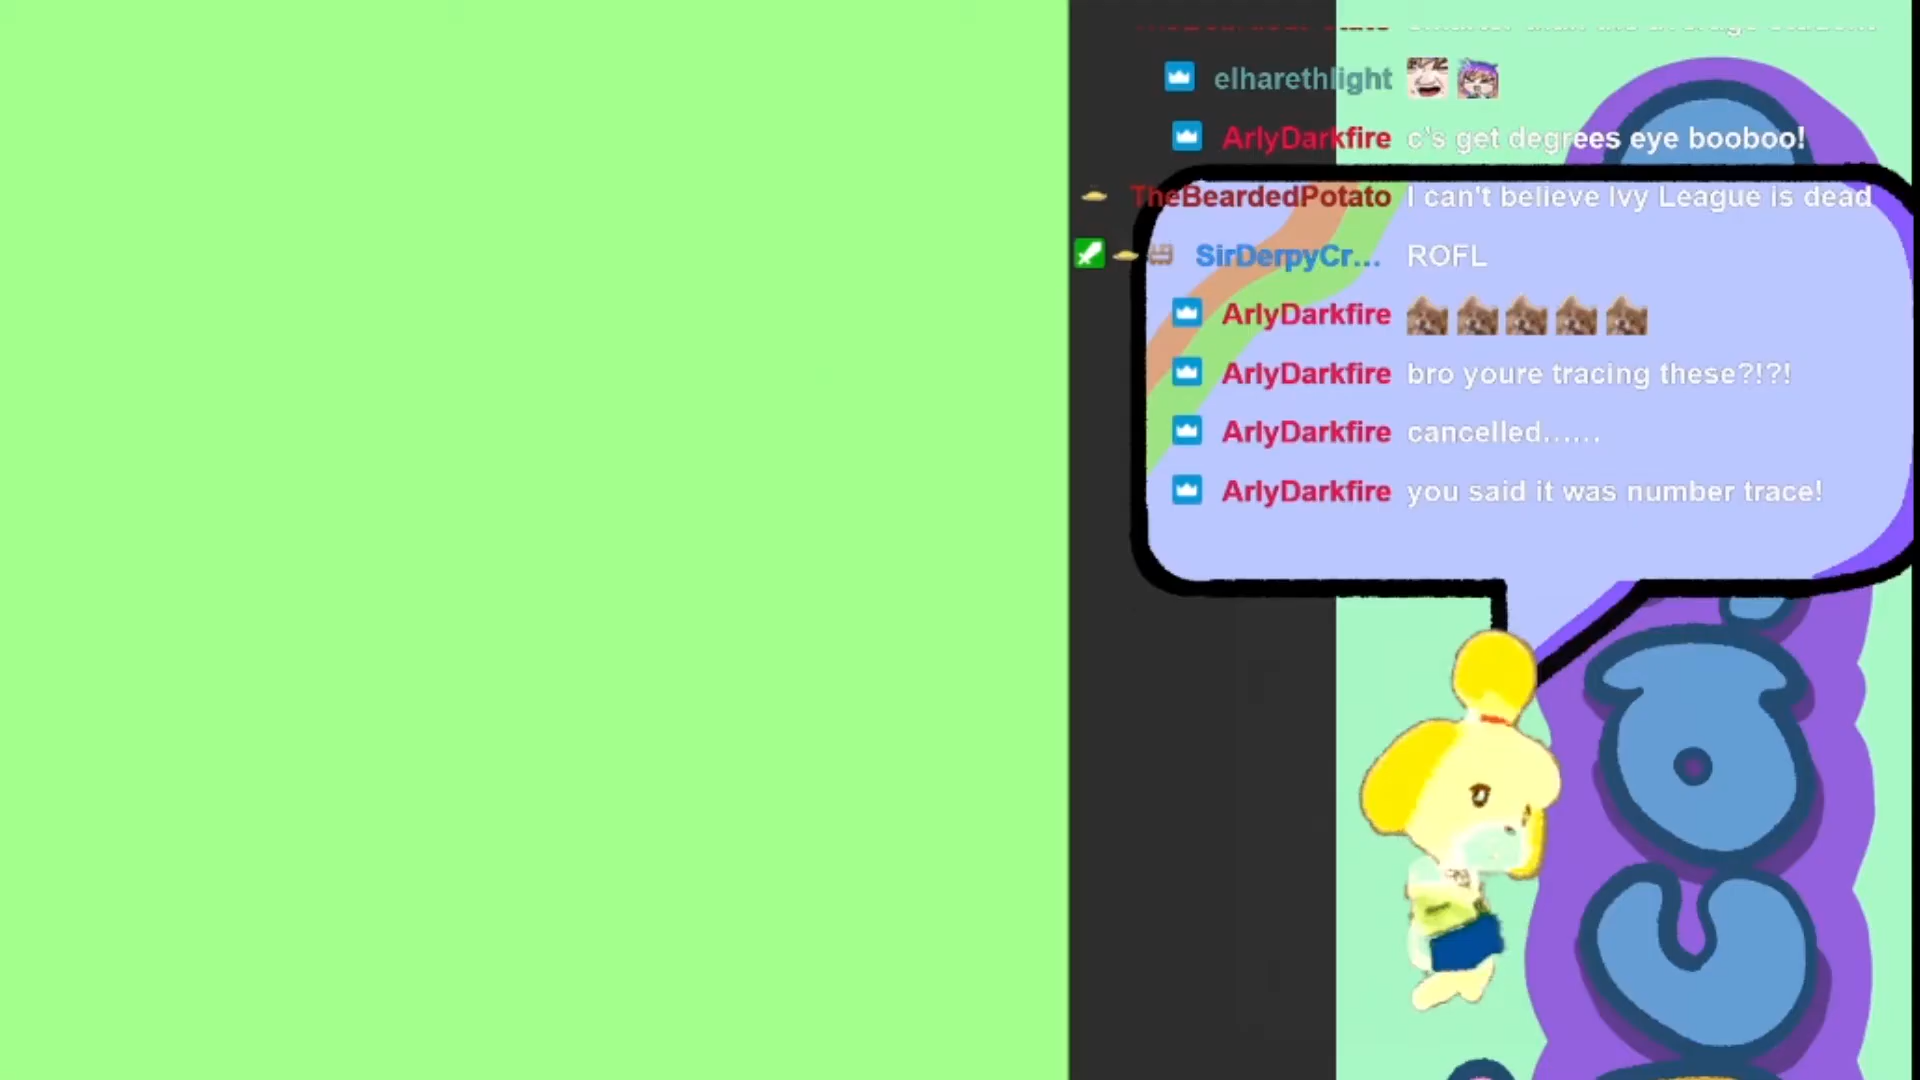 elharethlight
ArlyDarkfire c's get degrees eye booboo!
TheBeardedPotato I can't believe Ivy League is dead
SirDerpyCr... ROFL
ArlyDarkfire
ArlyDarkfire bro youre tracing these?!?!
ArlyDarkfire cancelled......
ArlyDarkfire you said it was number trace!